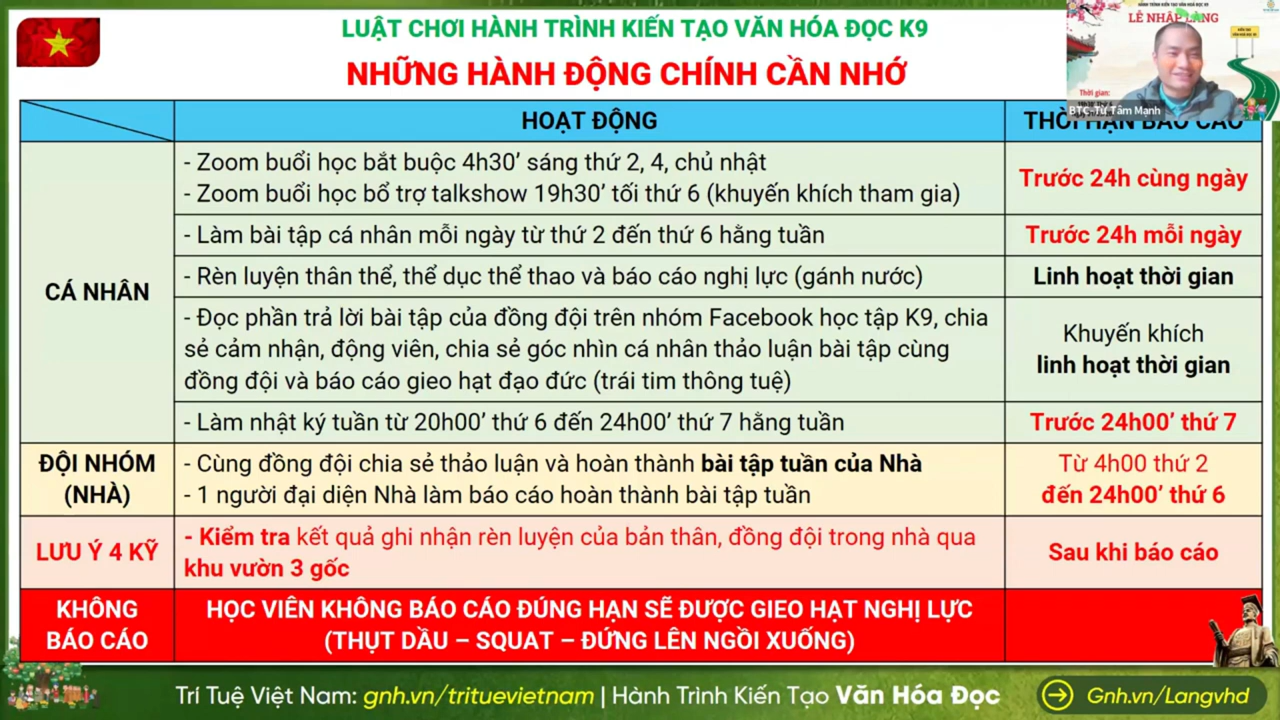 LUẬT CHƠI HÀNH TRÌNH KIẾN TẠO VĂN HÓA ĐỌC K9
NHỮNG HÀNH ĐỘNG CHÍNH CẦN NHỚ
HÀNH TRÌNH KIẾN TẠO VĂN HÓA ĐỌC K9
LỄ NHẬP LÀNG
Thời gian:
BTC-Từ Tâm Mạnh
HOẠT ĐỘNG
THỜI HẠN BÁO CÁO
CÁ NHÂN
- Zoom buổi học bắt buộc 4h30’ sáng thứ 2, 4, chủ nhật
- Zoom buổi học bổ trợ talkshow 19h30’ tối thứ 6 (khuyến khích tham gia)
Trước 24h cùng ngày
- Làm bài tập cá nhân mỗi ngày từ thứ 2 đến thứ 6 hằng tuần
Trước 24h mỗi ngày
- Rèn luyện thân thể, thể dục thể thao và báo cáo nghị lực (gánh nước)
Linh hoạt thời gian
- Đọc phần trả lời bài tập của đồng đội trên nhóm Facebook học tập K9, chia
sẻ cảm nhận, động viên, chia sẻ góc nhìn cá nhân thảo luận bài tập cùng
đồng đội và báo cáo gieo hạt đạo đức (trái tim thông tuệ)
Khuyến khích
linh hoạt thời gian
- Làm nhật ký tuần từ 20h00’ thứ 6 đến 24h00’ thứ 7 hằng tuần
Trước 24h00’ thứ 7
ĐỘI NHÓM
(NHÀ)
- Cùng đồng đội chia sẻ thảo luận và hoàn thành bài tập tuần của Nhà
- 1 người đại diện Nhà làm báo cáo hoàn thành bài tập tuần
Từ 4h00 thứ 2
đến 24h00’ thứ 6
LƯU Ý 4 KỸ
- Kiểm tra kết quả ghi nhận rèn luyện của bản thân, đồng đội trong nhà qua
khu vườn 3 gốc
Sau khi báo cáo
KHÔNG
BÁO CÁO
HỌC VIÊN KHÔNG BÁO CÁO ĐÚNG HẠN SẼ ĐƯỢC GIEO HẠT NGHỊ LỰC
(THỤT DẦU – SQUAT – ĐỨNG LÊN NGỒI XUỐNG)
Trí Tuệ Việt Nam: gnh.vn/trituevietnam | Hành Trình Kiến Tạo Văn Hóa Đọc
Gnh.vn/Langvhd